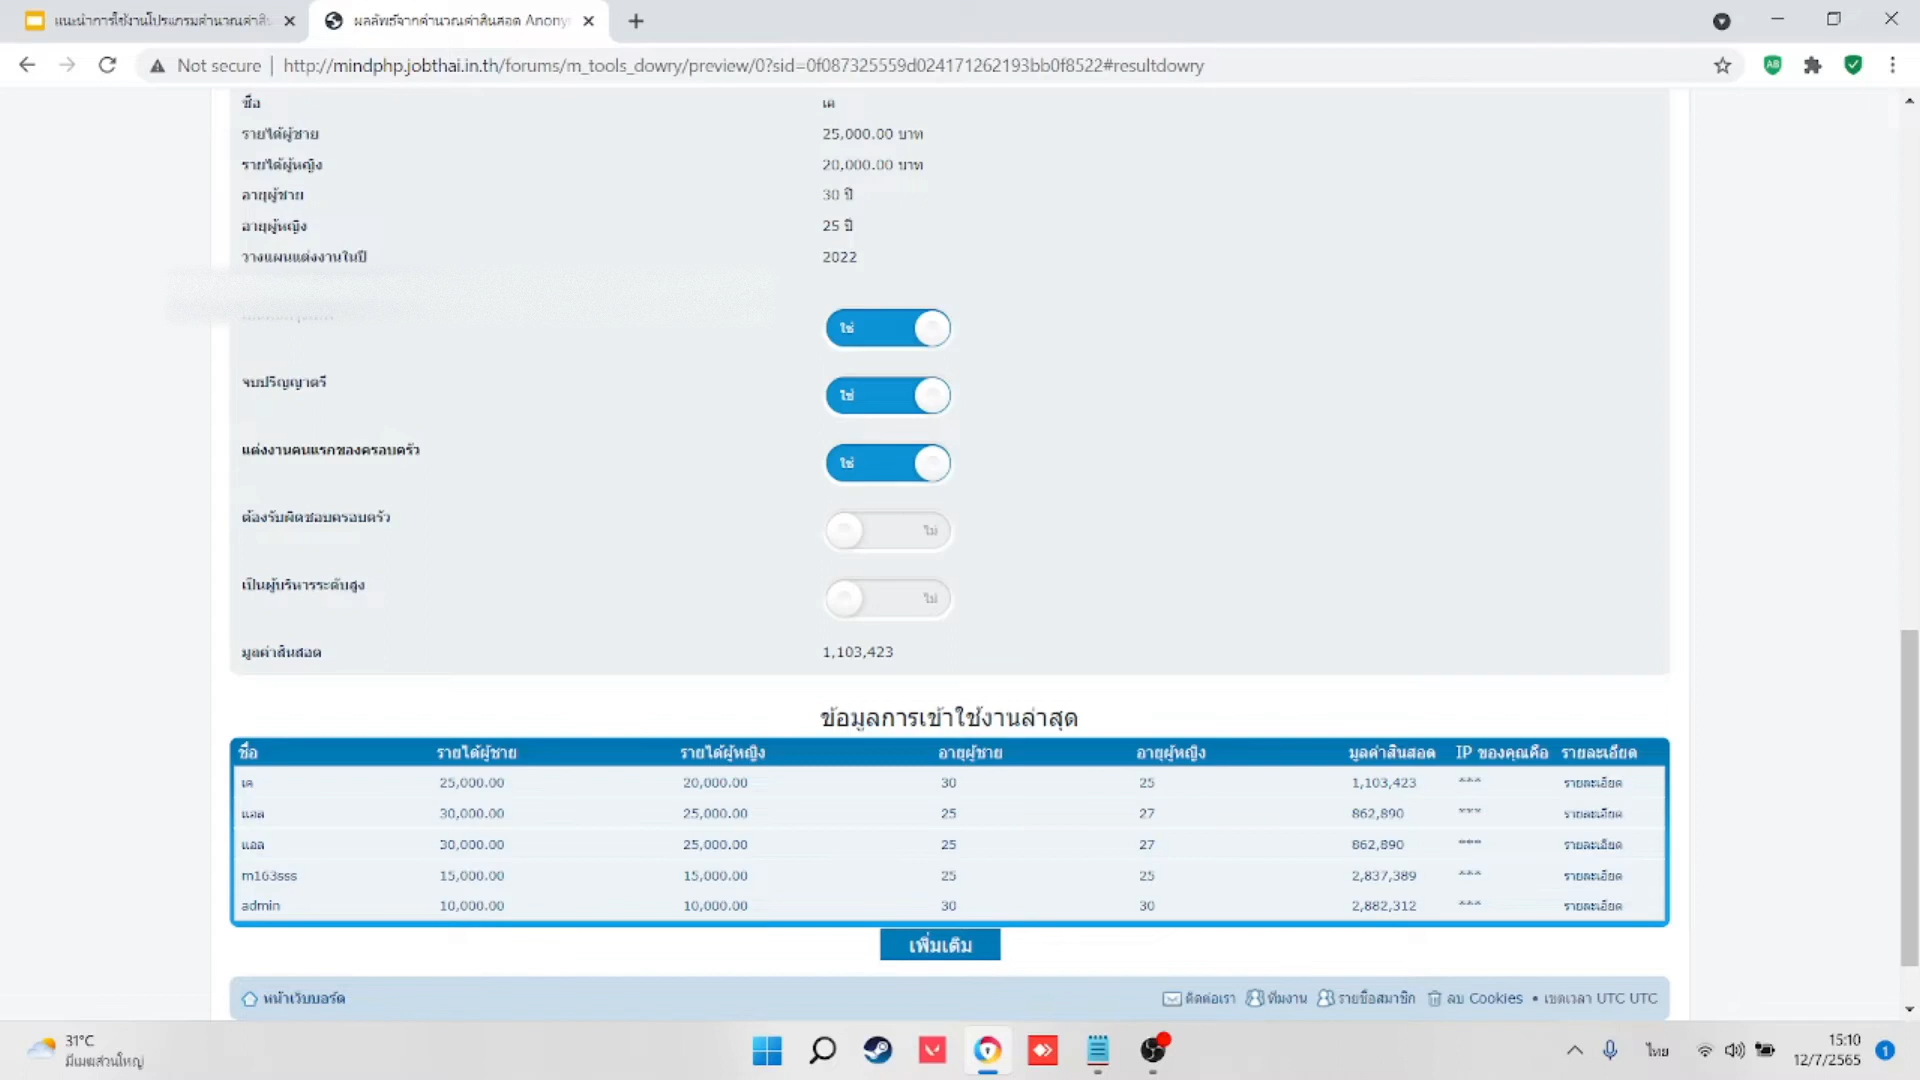 แนะนำการใช้งานโปรแกรมคำนวณค่าสิน
ผลลัพธ์จากคำนวณค่าสินสอด Anony
Not secure
http://mindphp.jobthai.in.th/forums/m_tools_dowry/preview/0?sid=0f087325559d024171262193bb0f8522#resultdowry
ชื่อ เค
รายได้ผู้ชาย 25,000.00 บาท
รายได้ผู้หญิง 20,000.00 บาท
อายุผู้ชาย 30 ปี
อายุผู้หญิง 25 ปี
วางแผนแต่งงานในปี 2022
ใช่
จบปริญญาตรี ใช่
แต่งงานคนแรกของครอบครัว ใช่
ต้องรับผิดชอบครอบครัว ไม่
เป็นผู้บริหารระดับสูง ไม่
มูลค่าสินสอด 1,103,423
ข้อมูลการเข้าใช้งานล่าสุด
ชื่อ รายได้ผู้ชาย รายได้ผู้หญิง อายุผู้ชาย อายุผู้หญิง มูลค่าสินสอด IP ของคุณคือ รายละเอียด
เค 25,000.00 20,000.00 30 25 1,103,423 *** รายละเอียด
แอล 30,000.00 25,000.00 25 27 862,890 *** รายละเอียด
แอล 30,000.00 25,000.00 25 27 862,890 *** รายละเอียด
m163sss 15,000.00 15,000.00 25 25 2,837,389 *** รายละเอียด
admin 10,000.00 10,000.00 30 30 2,882,312 *** รายละเอียด
เพิ่มเติม
หน้าเว็บบอร์ด ติดต่อเรา ทีมงาน รายชื่อสมาชิก ลบ Cookies • เขตเวลา UTC UTC
31°C
มีเมฆส่วนใหญ่
ไทย
15:10
12/7/2565
1